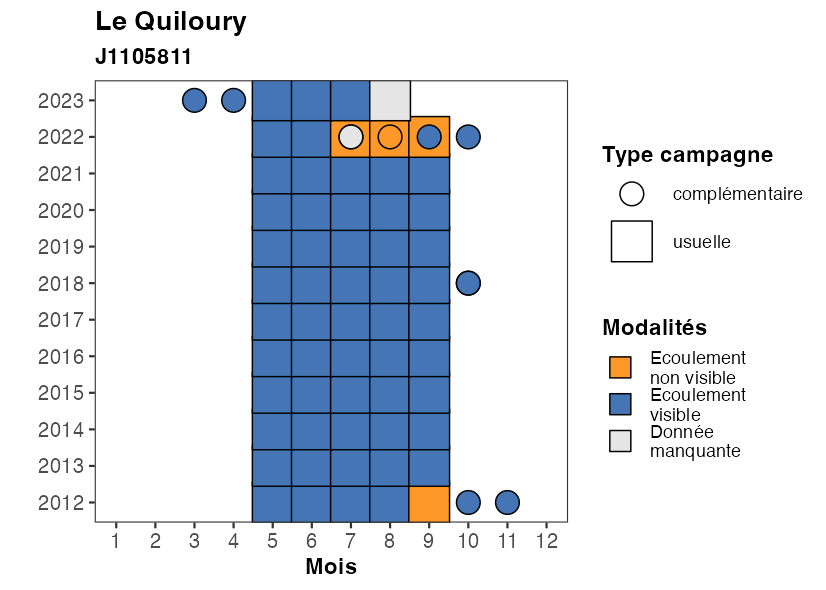 Le Quiloury
J1105811
2023
2022
2021
2020
2019
2018
2017
2016
2015
2014
2013
2012
1 2 3 4 5 6 7 8 9 10 11 12
Mois
Type campagne
complémentaire
usuelle
Modalités
Ecoulement
non visible
Ecoulement
visible
Donnée
manquante